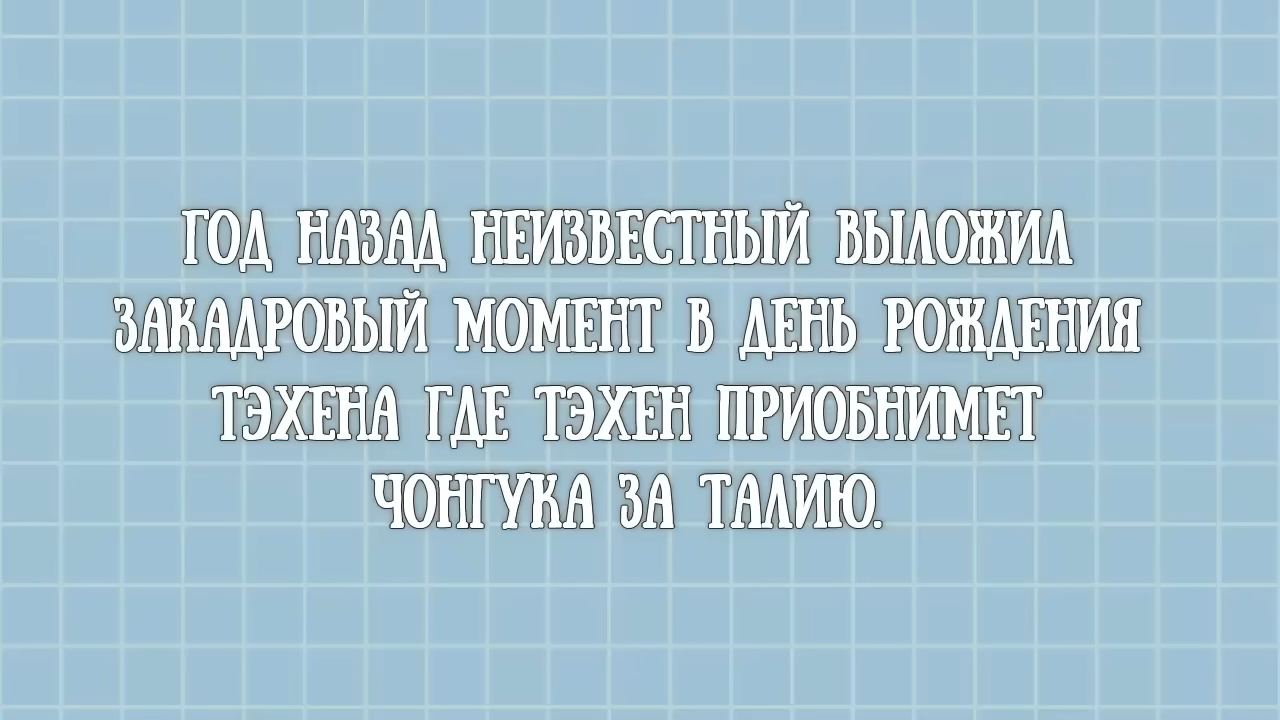 ГОД НАЗАД НЕИЗВЕСТНЫЙ ВЫЛОЖИЛ
ЗАКАДРОВЫЙ МОМЕНТ В ДЕНЬ РОЖДЕНИЯ
ТЭХЕНА ГДЕ ТЭХЕН ПРИОБНИМЕТ
ЧОНГУКА ЗА ТАЛИЮ.